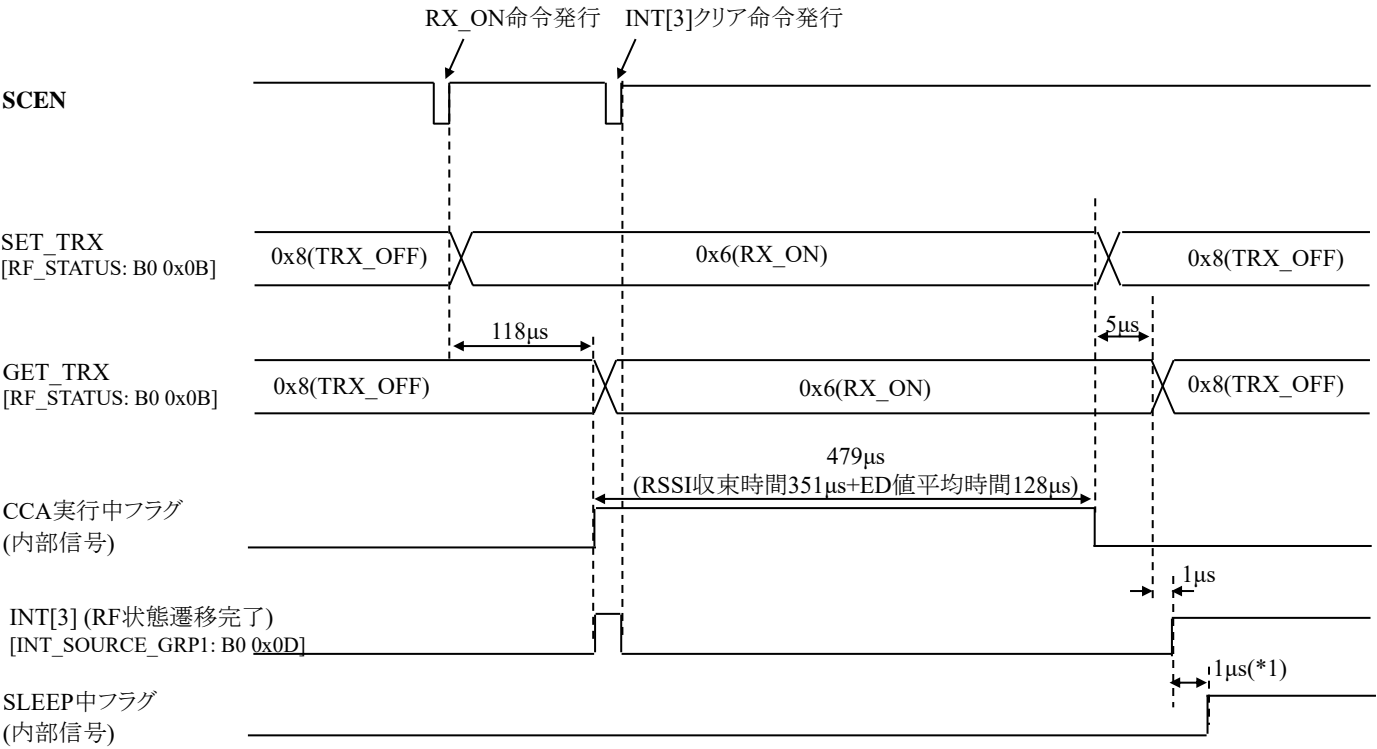 RX_ON命令発行
INT[3]クリア命令発行
SCEN
SET_TRX
[RF_STATUS: B0 0x0B]
0x8(TRX_OFF)
0x6(RX_ON)
0x8(TRX_OFF)
118μs
5μs
GET_TRX
[RF_STATUS: B0 0x0B]
0x8(TRX_OFF)
0x6(RX_ON)
0x8(TRX_OFF)
479μs
(RSSI収束時間351μs+ED値平均時間128μs)
CCA実行中フラグ
(内部信号)
1μs
INT[3] (RF状態遷移完了)
[INT_SOURCE_GRP1: B0 0x0D]
1μs(*1)
SLEEP中フラグ
(内部信号)